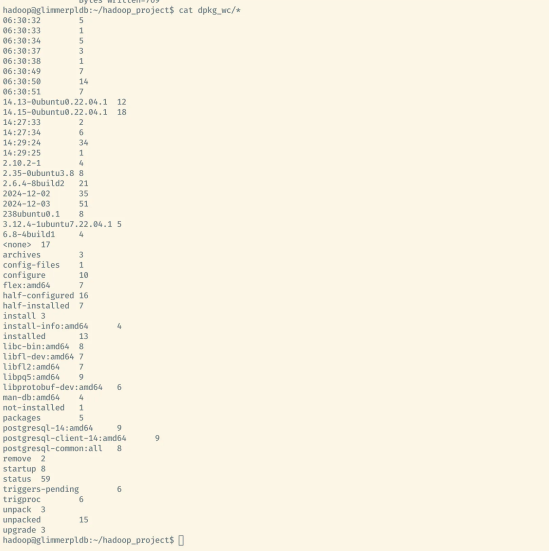 Bytes Written=769
hadoop@glimmerpldb:~/hadoop_project$ cat dpkg_wc/*
06:30:32 5
06:30:33 1
06:30:34 5
06:30:37 3
06:30:38 1
06:30:49 7
06:30:50 14
06:30:51 7
14.13-0ubuntu0.22.04.1 12
14.15-0ubuntu0.22.04.1 18
14:27:33 2
14:27:34 6
14:29:24 34
14:29:25 1
2.10.2-1 4
2.35-0ubuntu3.8 8
2.6.4-8build2 21
2024-12-02 35
2024-12-03 51
238ubuntu0.1 8
3.12.4-1ubuntu7.22.04.1 5
6.8-4build1 4
<none> 17
archives 3
config-files 1
configure 10
flex:amd64 7
half-configured 16
half-installed 7
install 3
install-info:amd64 4
installed 13
libc-bin:amd64 8
libfl-dev:amd64 7
libfl2:amd64 7
libpq5:amd64 9
libprotobuf-dev:amd64 6
man-db:amd64 4
not-installed 1
packages 5
postgresql-14:amd64 9
postgresql-client-14:amd64 9
postgresql-common:all 8
remove 2
startup 8
status 59
triggers-pending 6
trigproc 6
unpack 3
unpacked 15
upgrade 3
hadoop@glimmerpldb:~/hadoop_project$